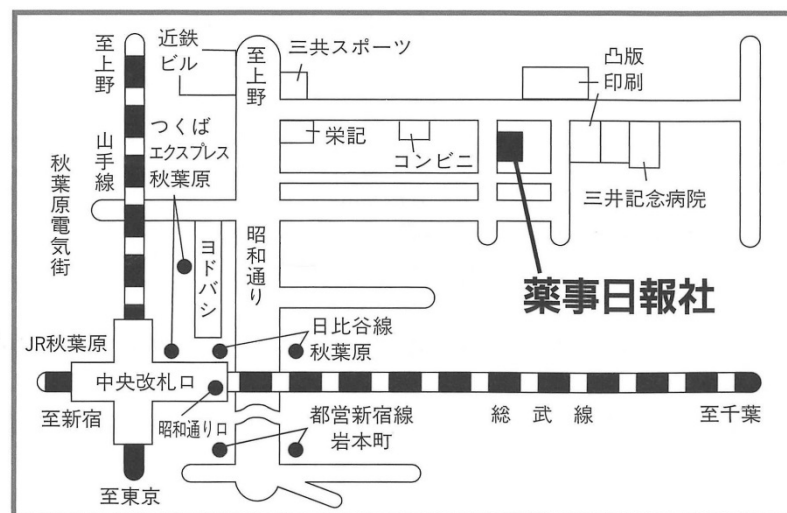 至上野
近鉄
ビル
至上野
三共スポーツ
凸版
印刷
つくば
エクスプレス
秋葉原
山手線
栄記
コンビニ
三井記念病院
秋葉原電気街
ヨドバシ
昭和通り
薬事日報社
JR秋葉原
日比谷線
秋葉原
中央改札口
至新宿
昭和通り口
総武線
至千葉
都営新宿線
岩本町
至東京